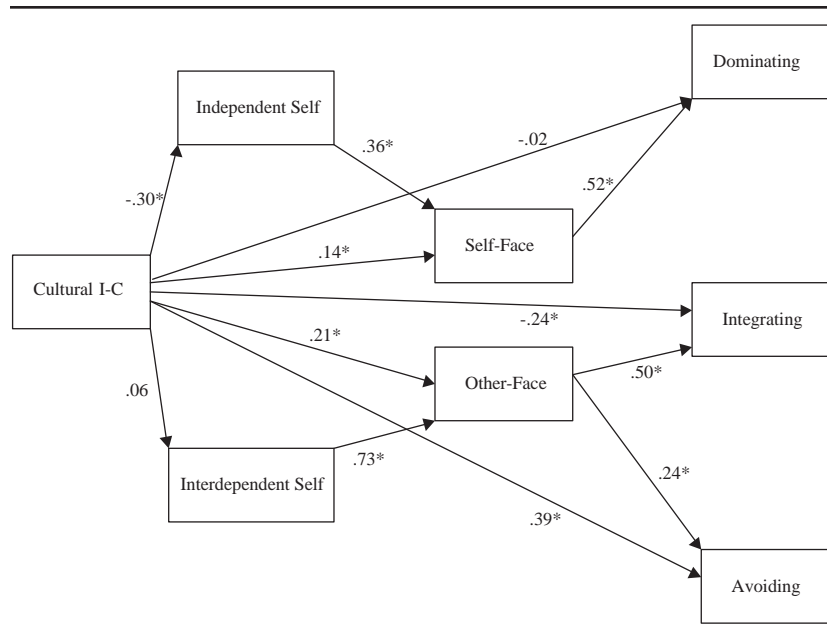 Dominating
Independent Self
-.02
.36*
.52*
-.30*
Self-Face
.14*
Cultural I-C
Integrating
-.24*
.21*
Other-Face
.50*
.06
.73*
.24*
Interdependent Self
.39*
Avoiding